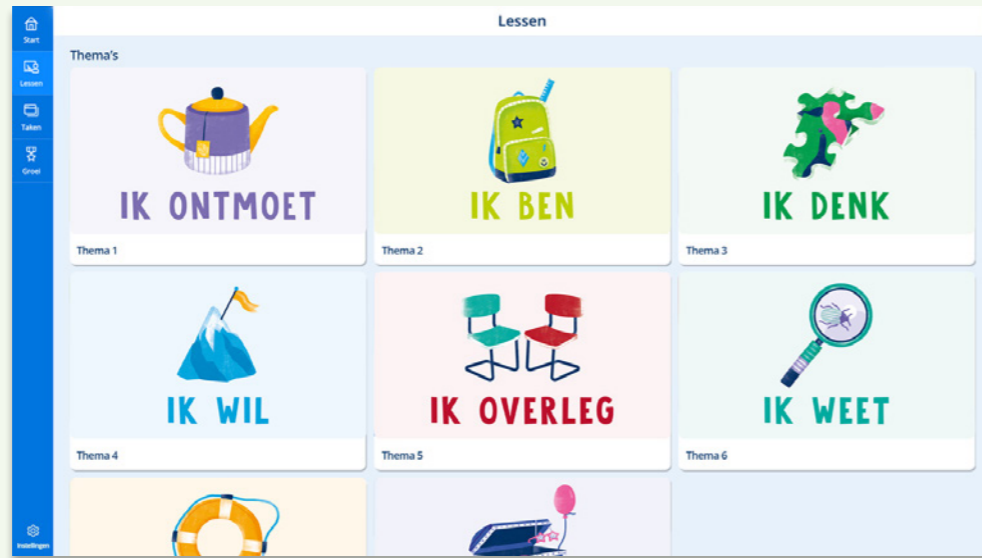 Lessen
Start
Lessen
Taken
Groei
Instellingen
Thema's
IK ONTMOET
IK BEN
IK DENK
Thema 1
Thema 2
Thema 3
IK WIL
IK OVERLEG
IK WEET
Thema 4
Thema 5
Thema 6